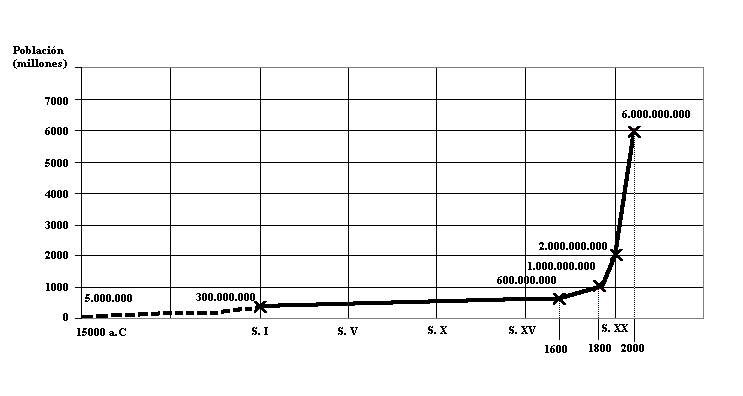 Población
(millones)
7000
6000
5000
4000
3000
2000
1000
0
6.000.000.000
2.000.000.000
1.000.000.000
600.000.000
300.000.000
5.000.000
15000 a.C
S. I
S. V
S. X
S. XV
S. XX
1600
1800
2000